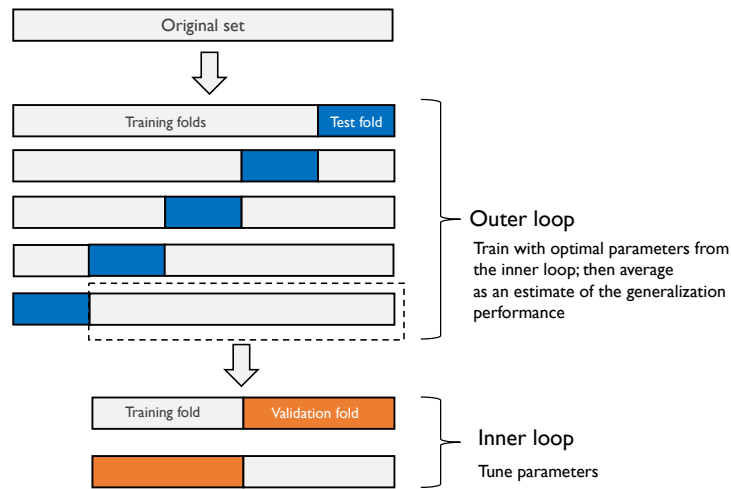 Original set
Training folds
Test fold
Outer loop
Train with optimal parameters from
the inner loop; then average
as an estimate of the generalization
performance
Training fold
Validation fold
Inner loop
Tune parameters